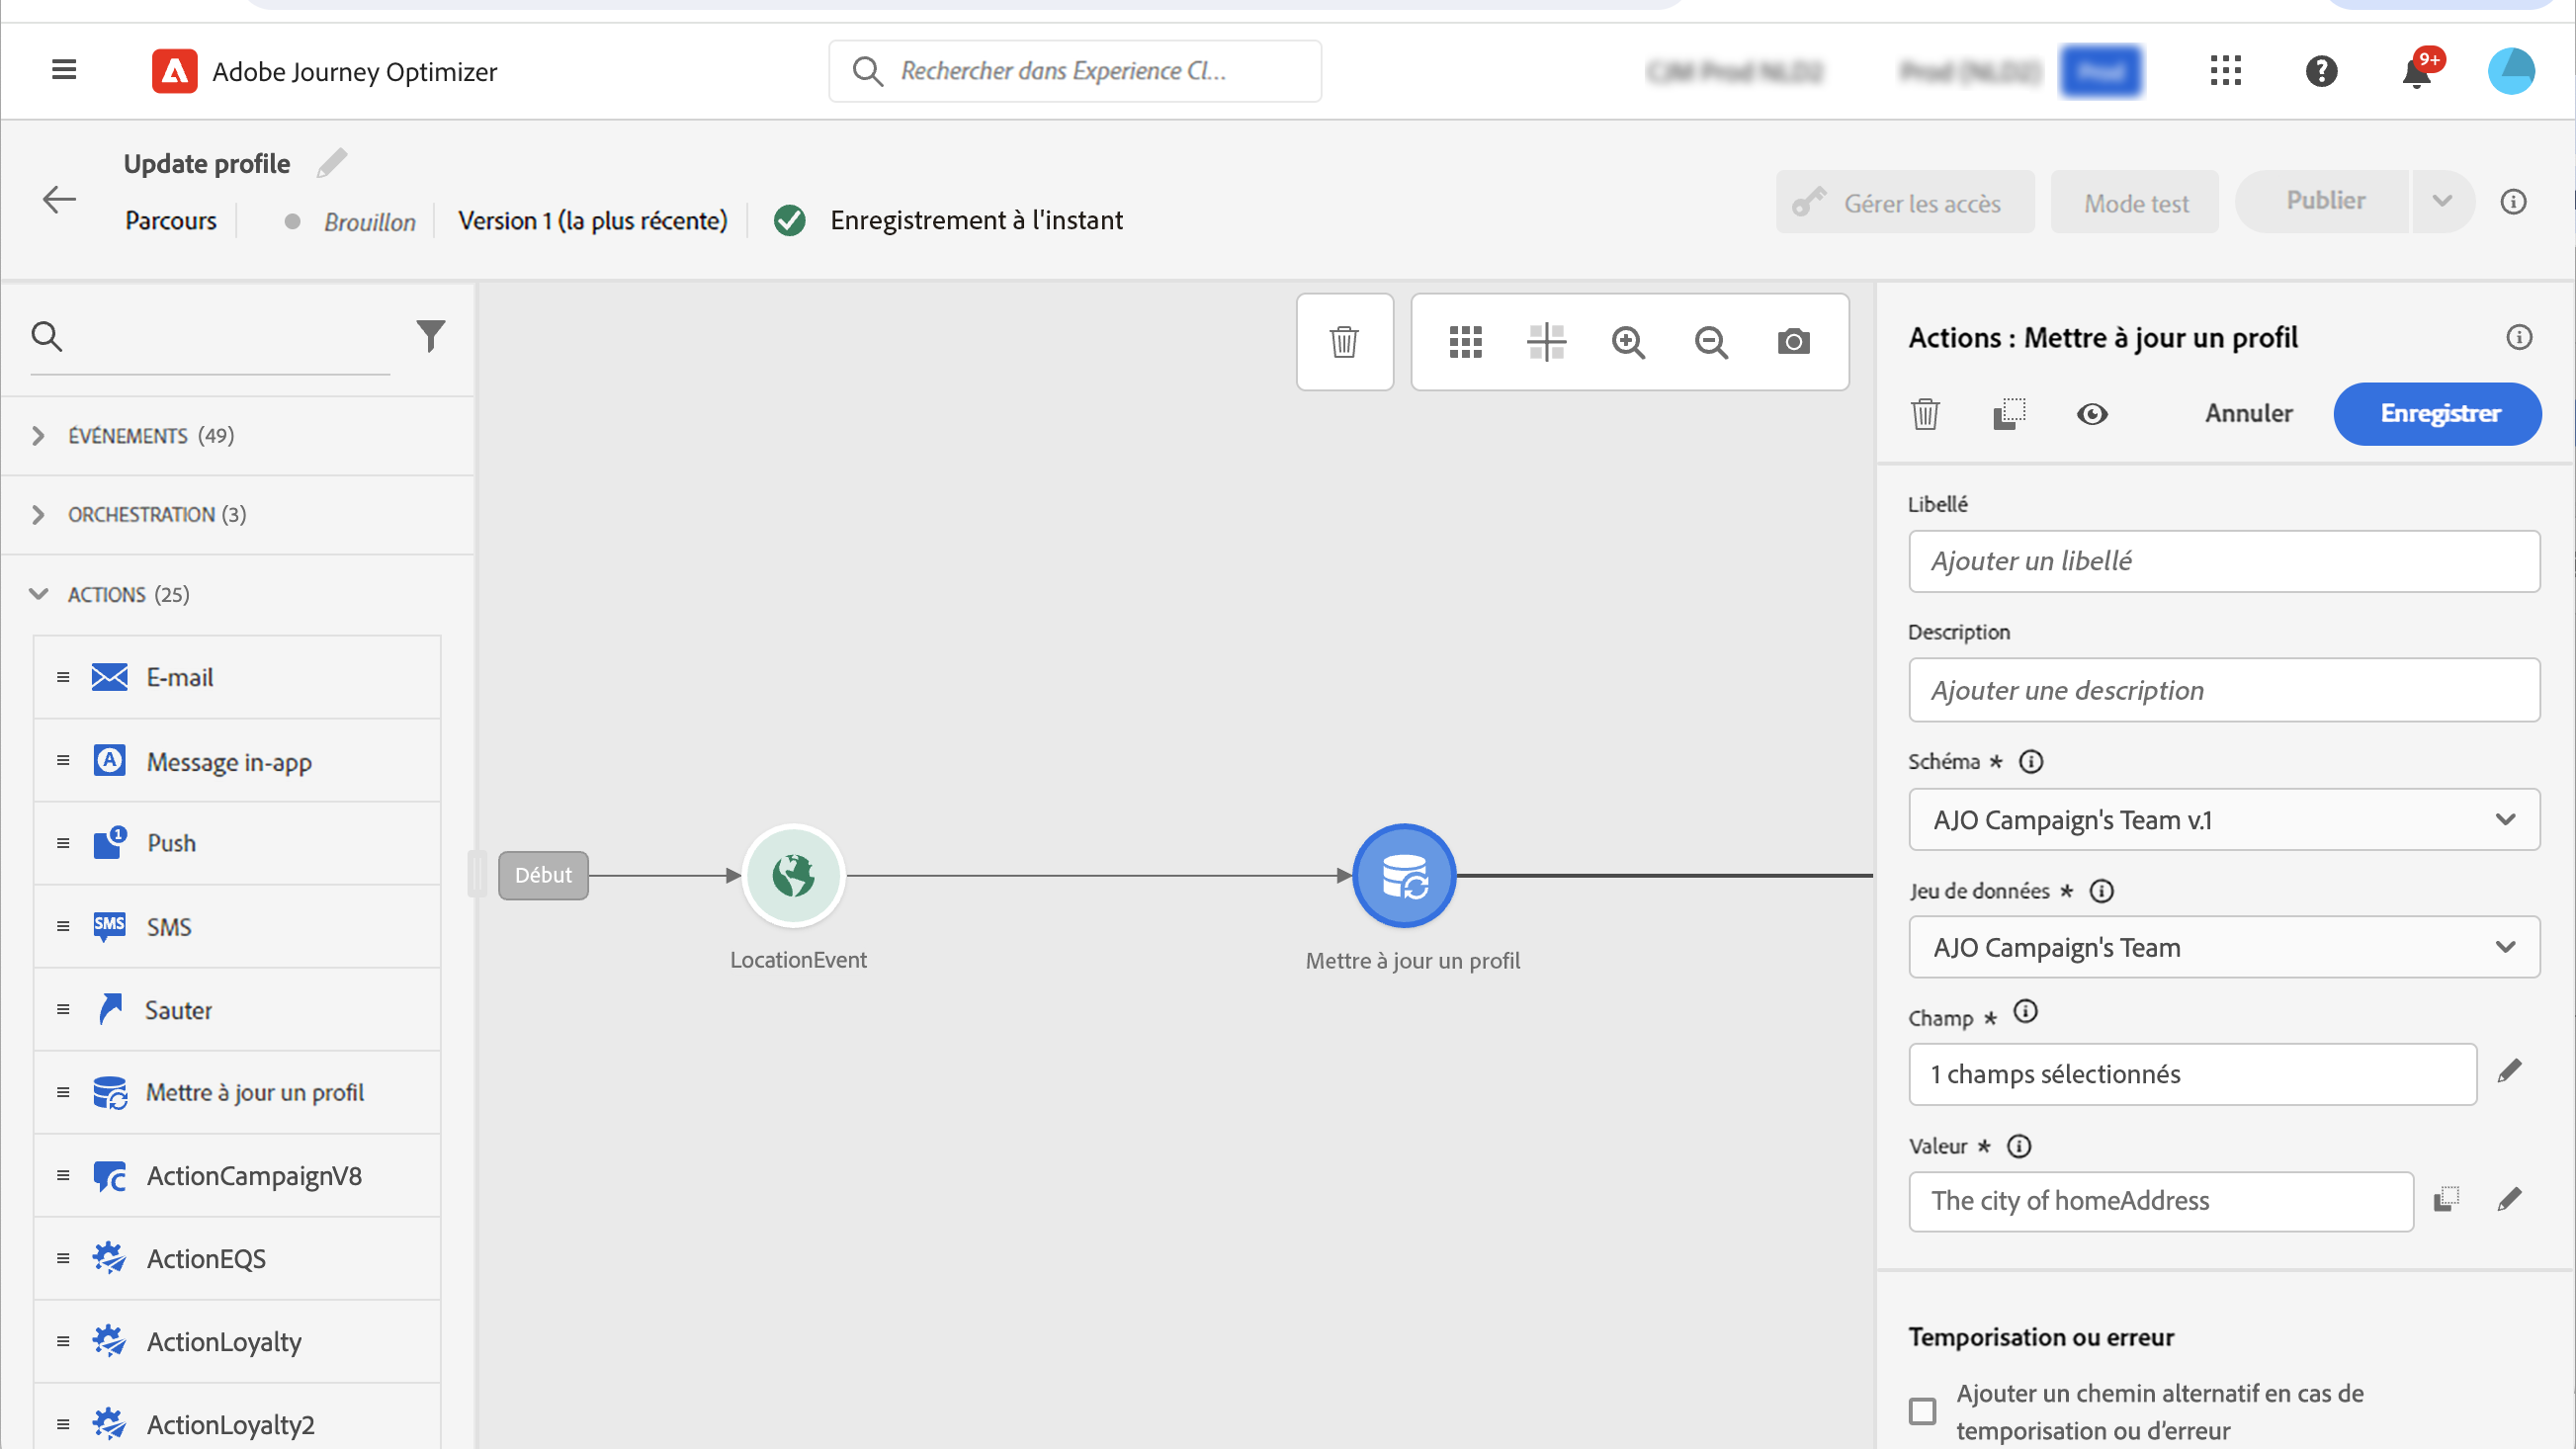 Adobe Journey Optimizer
Rechercher dans Experience Cl...
9+
Update profile
Parcours
Brouillon
Version 1 (la plus récente)
Enregistrement à l'instant
Gérer les accès
Mode test
Publier
ÉVÉNEMENTS (49)
ORCHESTRATION (3)
ACTIONS (25)
E-mail
Message in-app
Push
SMS
SMS
Sauter
Mettre à jour un profil
ActionCampaignV8
ActionEQS
ActionLoyalty
ActionLoyalty2
Début
LocationEvent
Mettre à jour un profil
Actions : Mettre à jour un profil
Annuler
Enregistrer
Libellé
Ajouter un libellé
Description
Ajouter une description
Schéma *
AJO Campaign's Team v.1
Jeu de données *
AJO Campaign's Team
Champ *
1 champs sélectionnés
Valeur *
The city of homeAddress
Temporisation ou erreur
Ajouter un chemin alternatif en cas de
temporisation ou d'erreur